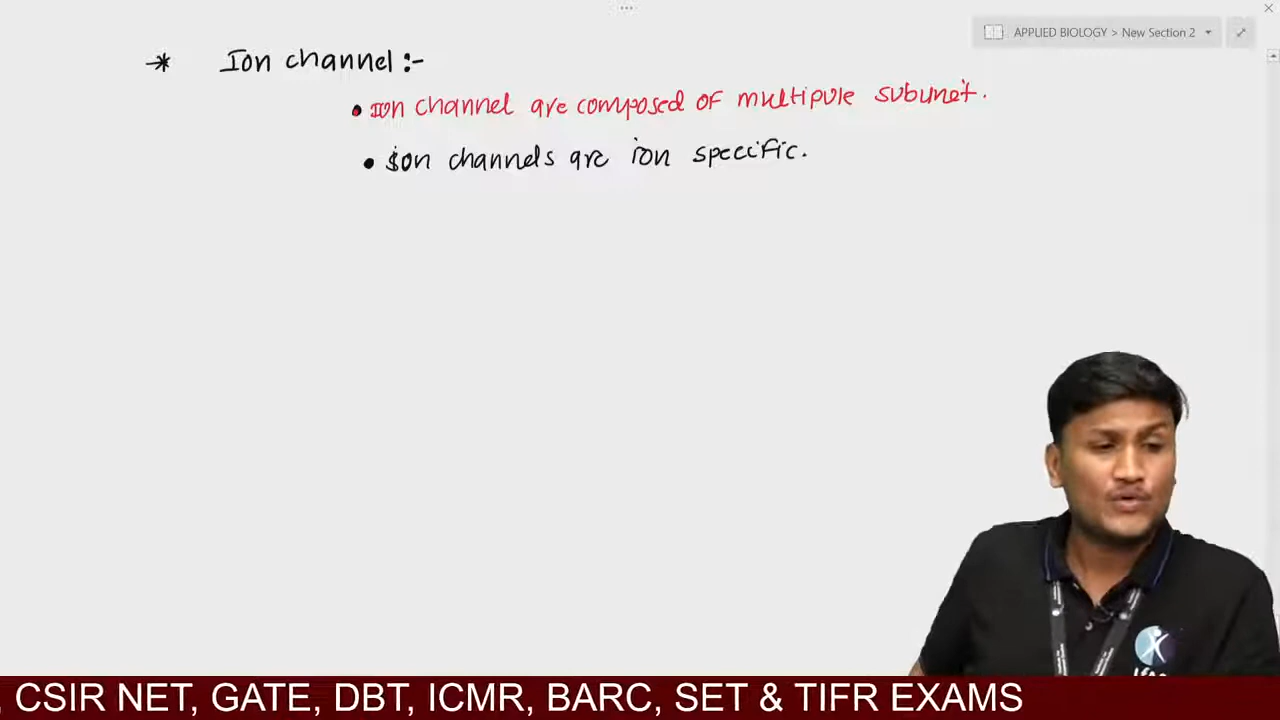 APPLIED BIOLOGY > New Section 2
* Ion channel :-
• Ion channel are composed of multipule subunet.
• ion channels are ion specific.
, CSIR NET, GATE, DBT, ICMR, BARC, SET & TIFR EXAMS